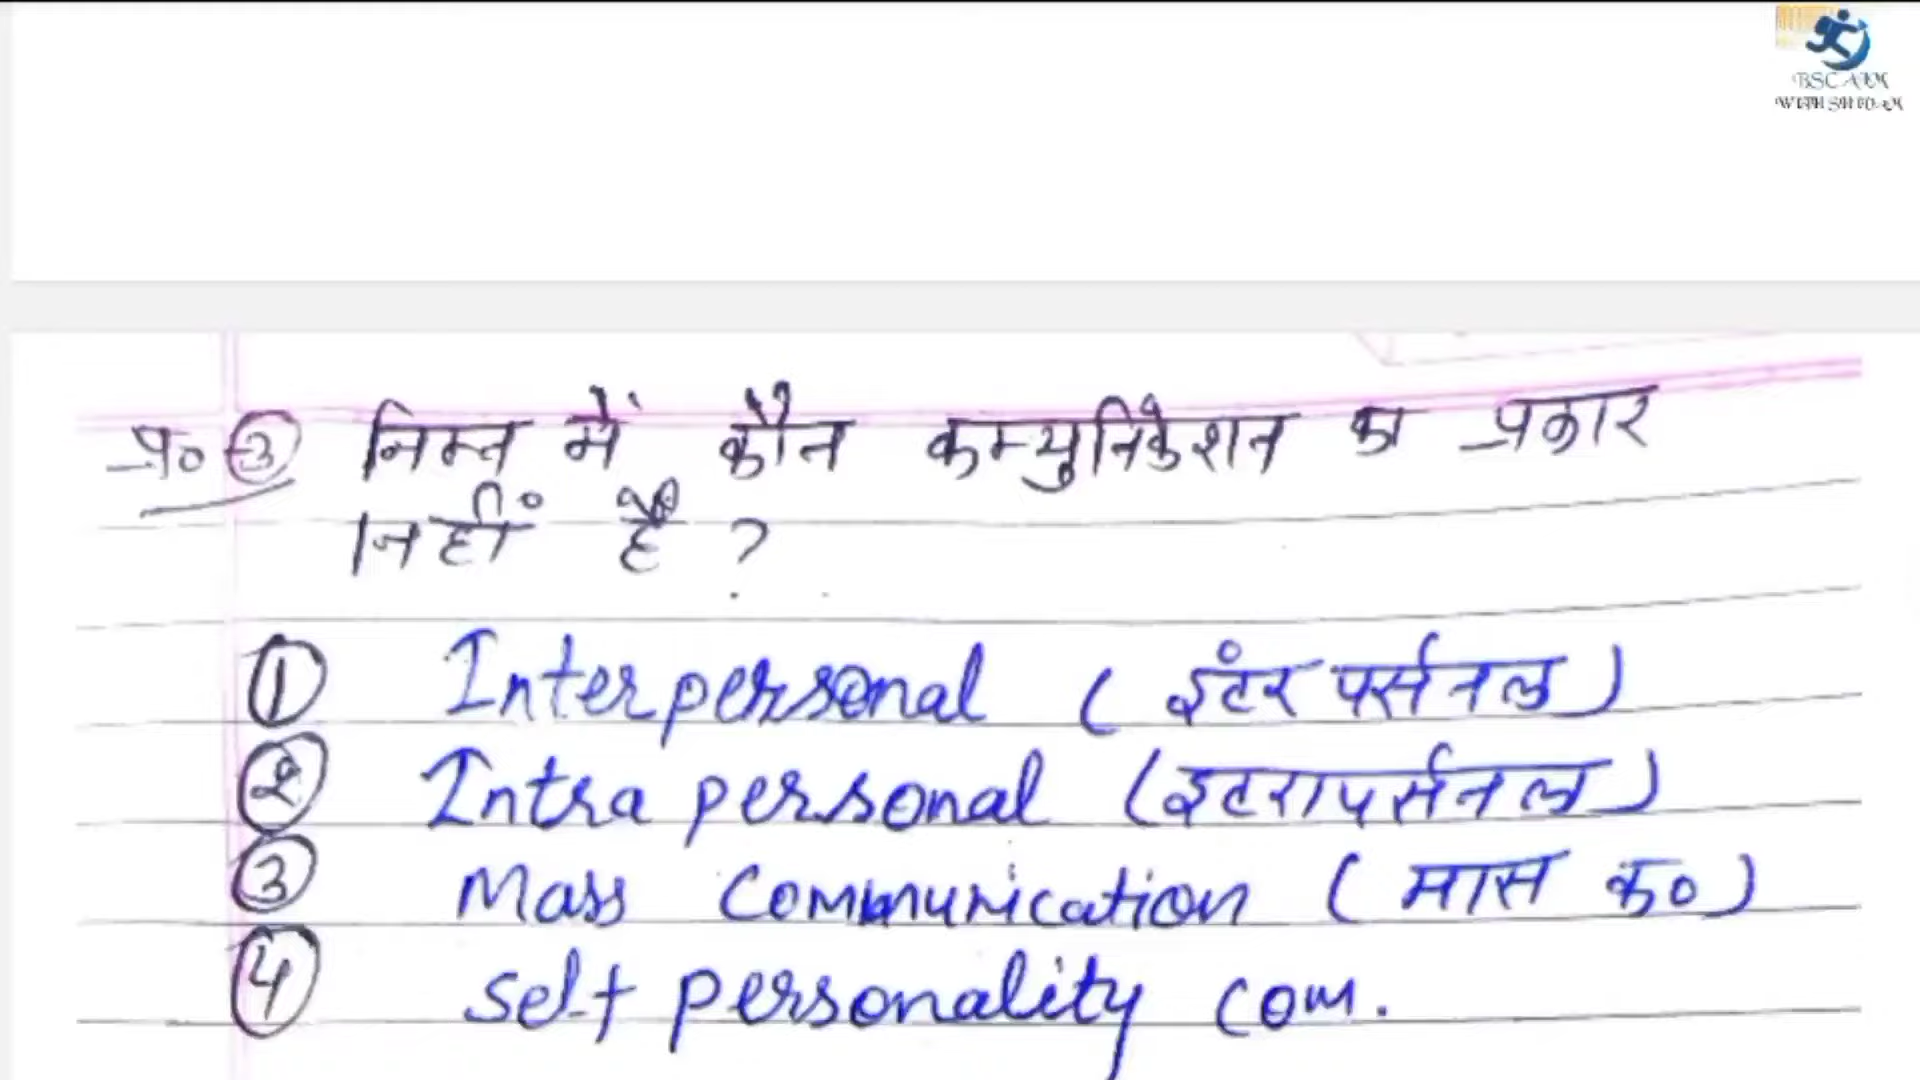 प्र० ③ निम्न में कौन कम्युनिकेशन का प्रकार
नहीं है ?
① Interpersonal ( इंटर पर्सनल )
② Intra personal (इटरापर्सनल)
③ Mass Communication ( मास क० )
④ Self personality com.